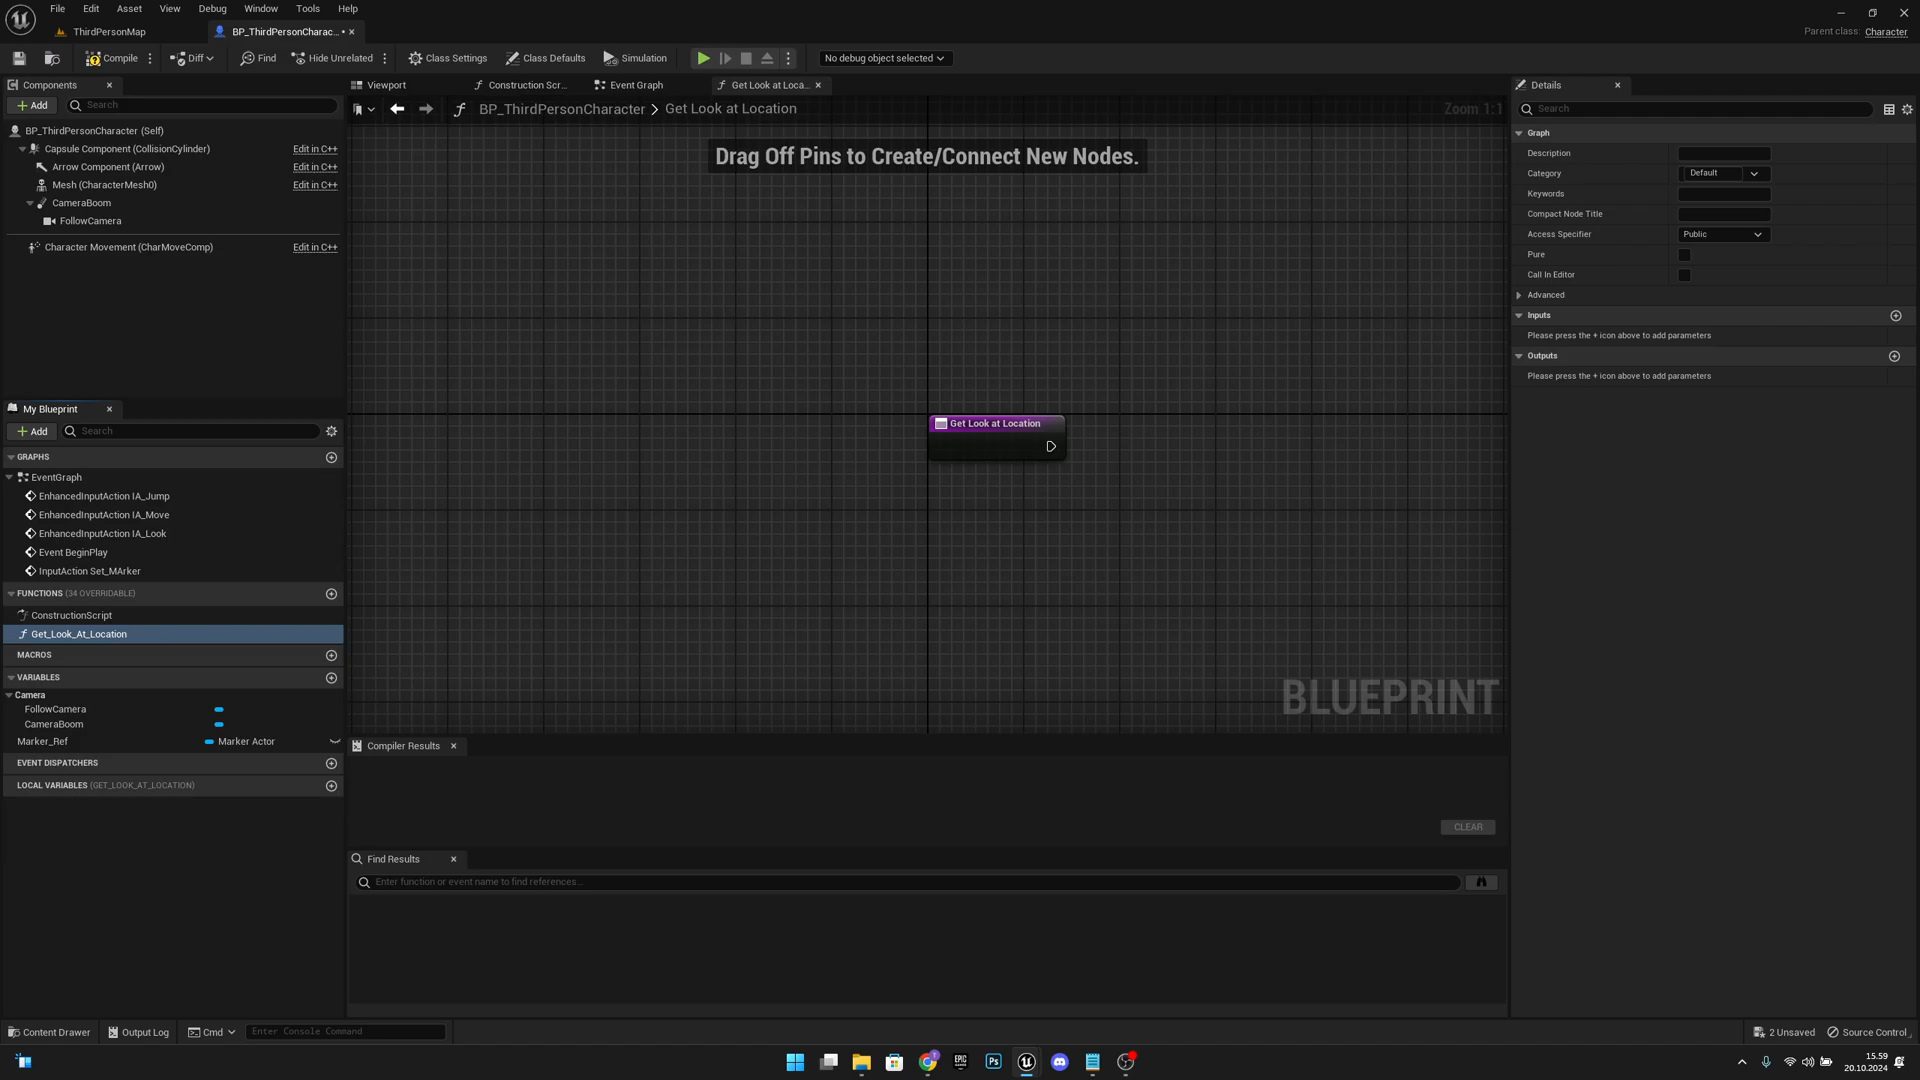 File Edit Asset View Debug Window Tools Help
ThirdPersonMap BP_ThirdPersonCharac... •
Parent class: Character
Compile Diff Find Hide Unrelated Class Settings Class Defaults Simulation No debug object selected
Components
Add Search
BP_ThirdPersonCharacter (Self)
Capsule Component (CollisionCylinder) Edit in C++
Arrow Component (Arrow) Edit in C++
Mesh (CharacterMesh0) Edit in C++
CameraBoom
FollowCamera
Character Movement (CharMoveComp) Edit in C++
My Blueprint
Add Search
GRAPHS
EventGraph
EnhancedInputAction IA_Jump
EnhancedInputAction IA_Move
EnhancedInputAction IA_Look
Event BeginPlay
InputAction Set_MArker
FUNCTIONS (34 OVERRIDABLE)
ConstructionScript
Get_Look_At_Location
MACROS
VARIABLES
Camera
FollowCamera
CameraBoom
Marker_Ref Marker Actor
EVENT DISPATCHERS
LOCAL VARIABLES (GET_LOOK_AT_LOCATION)
Viewport Construction Scr... Event Graph Get Look at Loca...
BP_ThirdPersonCharacter > Get Look at Location Zoom 1:1
Drag Off Pins to Create/Connect New Nodes.
Get Look at Location
BLUEPRINT
Compiler Results
CLEAR
Find Results
Enter function or event name to find references...
Details
Search
Graph
Description
Category Default
Keywords
Compact Node Title
Access Specifier Public
Pure
Call In Editor
Advanced
Inputs
Please press the + icon above to add parameters
Outputs
Please press the + icon above to add parameters
Content Drawer Output Log Cmd Enter Console Command 2 Unsaved Source Control
EPIC GAMES Ps
15.59
20.10.2024